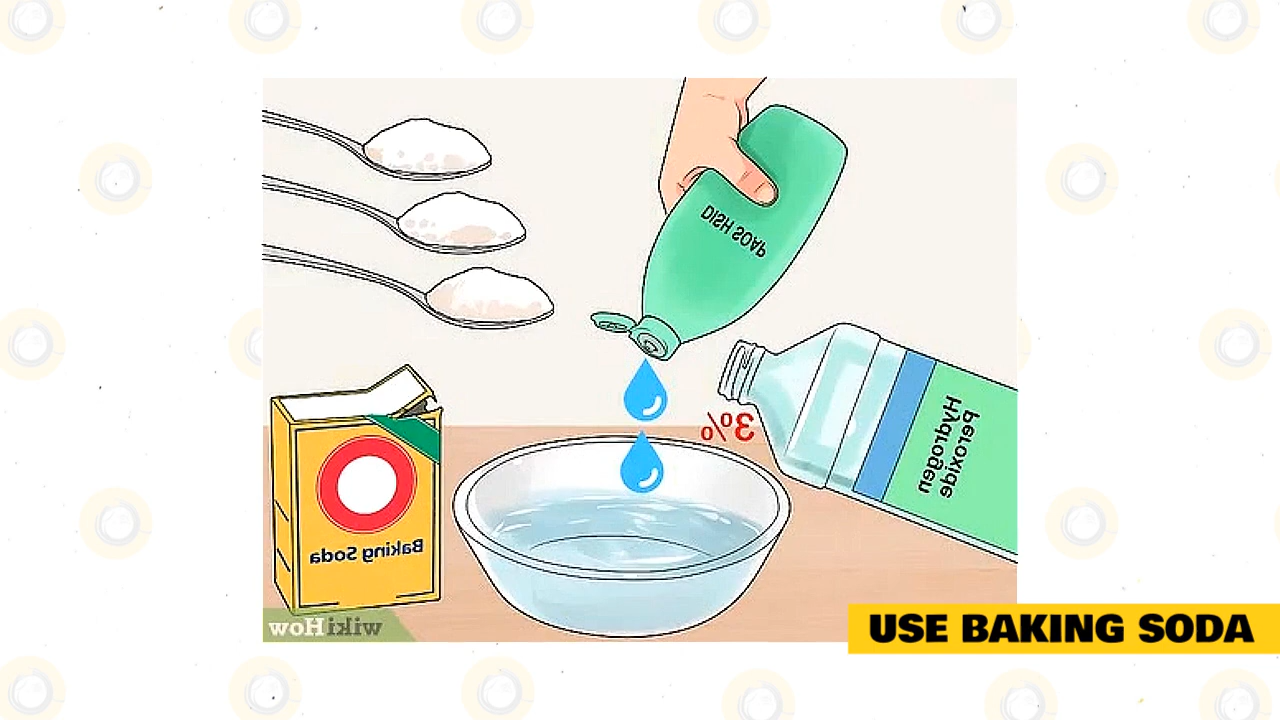 DISH SOAP
3%
Hydrogen
Peroxide
Baking Soda
wikiHow
USE BAKING SODA